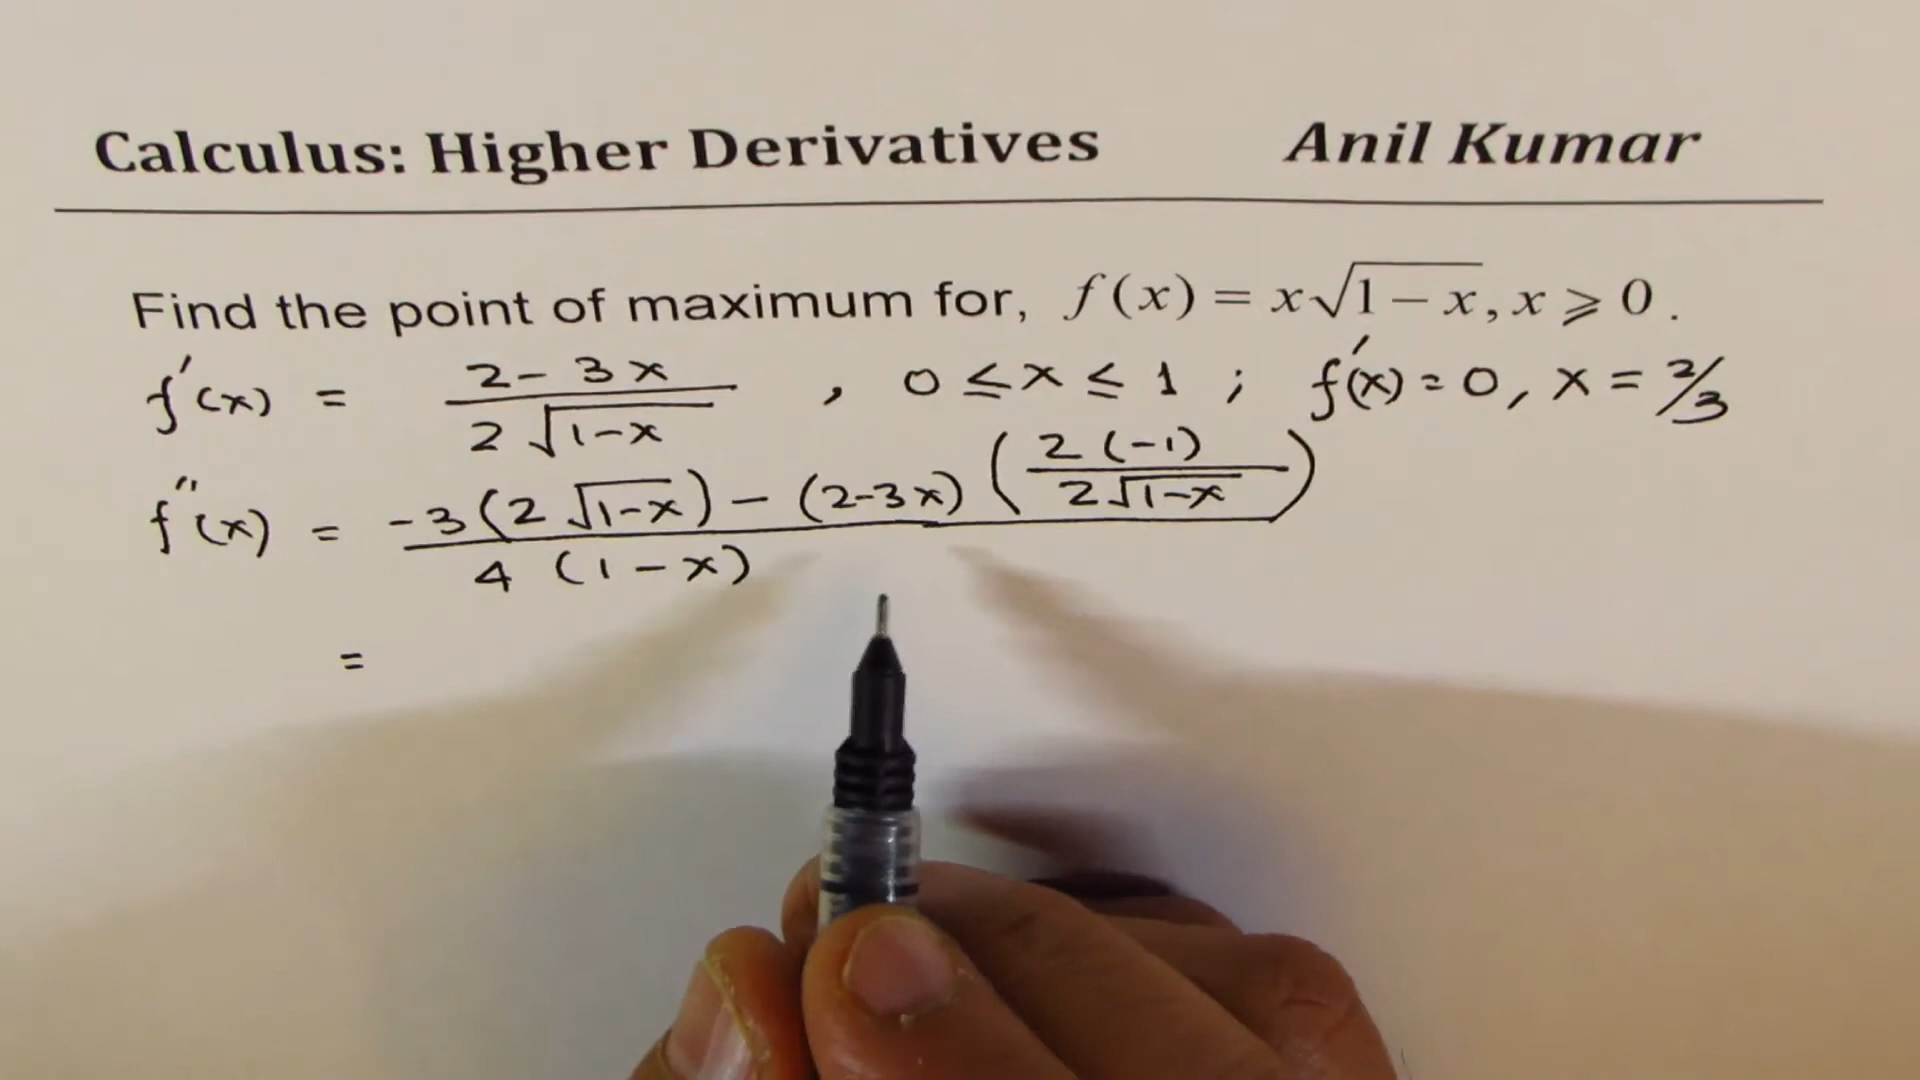 Calculus: Higher Derivatives Anil Kumar
Find the point of maximum for, f(x) = x√(1 − x), x ⩾ 0 .
f'(x) = (2 - 3x)/(2√(1-x)) , 0 ≤ x ≤ 1 ; f'(x) = 0, x = 2/3
f''(x) = (-3(2√(1-x)) - (2-3x)(2(-1)/(2√(1-x))))/(4(1-x))
=